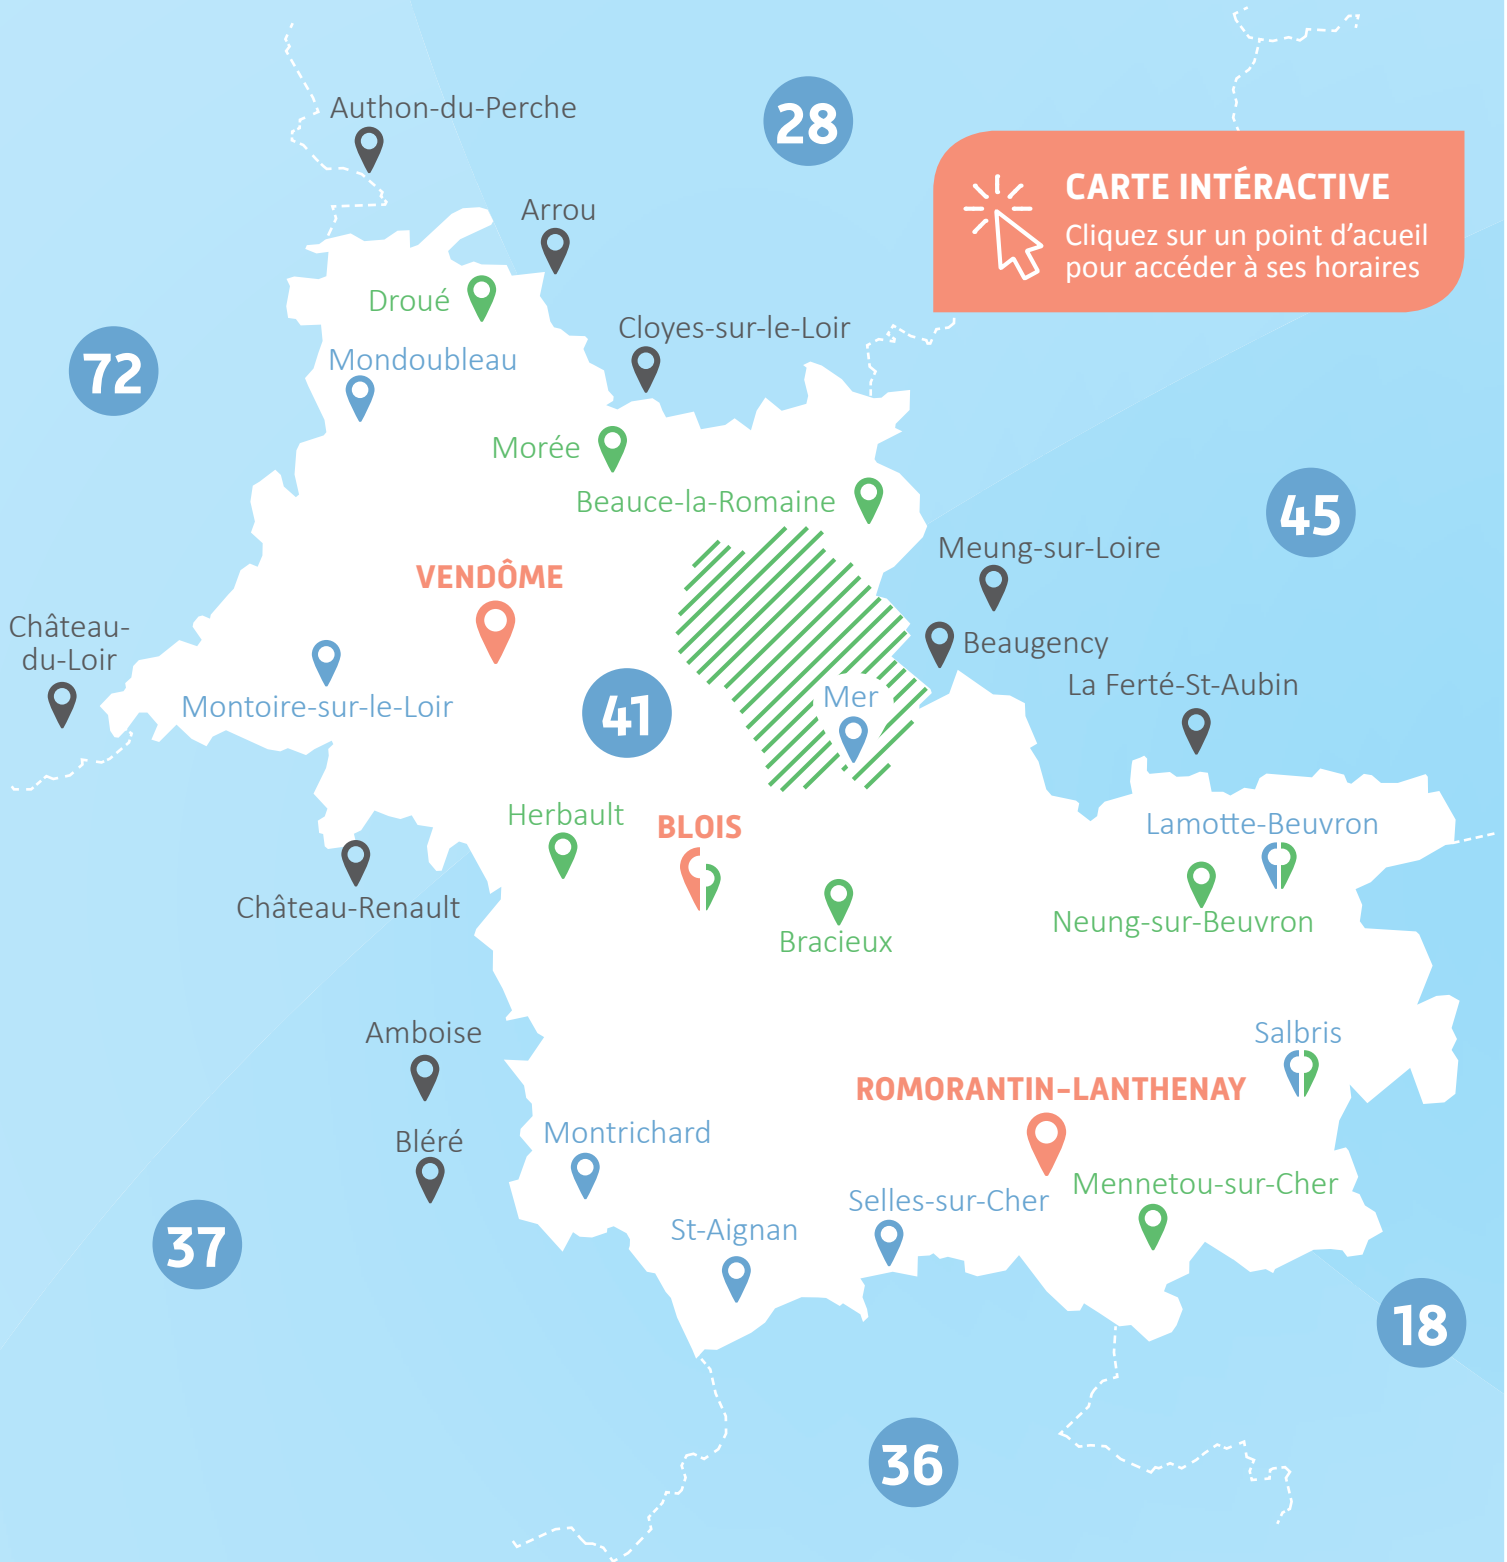 Authon-du-Perche
28
CARTE INTÉRACTIVE
Cliquez sur un point d’acueil
pour accéder à ses horaires
Arrou
Droué
Cloyes-sur-le-Loir
Mondoubleau
72
Morée
Beauce-la-Romaine
45
Meung-sur-Loire
VENDÔME
Château-
du-Loir
Beaugency
La Ferté-St-Aubin
Montoire-sur-le-Loir
41
Mer
Herbault
BLOIS
Lamotte-Beuvron
Château-Renault
Bracieux
Neung-sur-Beuvron
Amboise
Salbris
ROMORANTIN-LANTHENAY
Bléré
Montrichard
Mennetou-sur-Cher
Selles-sur-Cher
St-Aignan
37
18
36